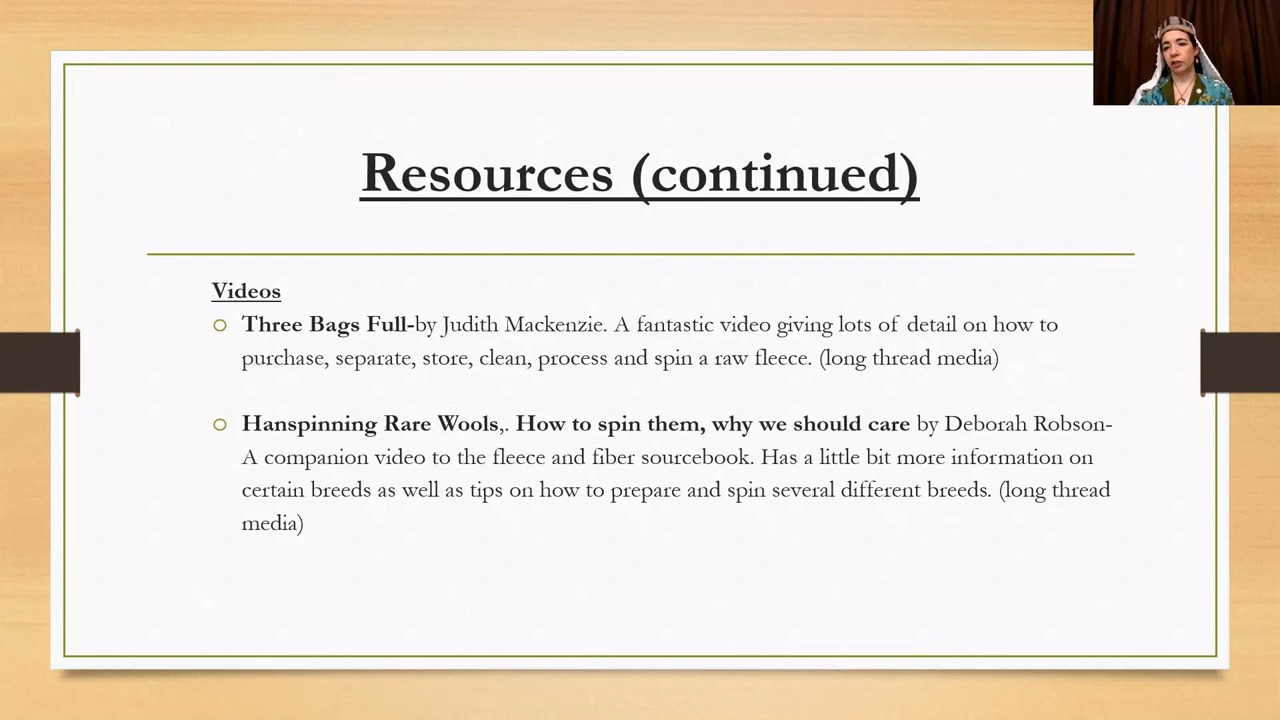 Resources (continued)
Videos
Three Bags Full-by Judith Mackenzie. A fantastic video giving lots of detail on how to
purchase, separate, store, clean, process and spin a raw fleece. (long thread media)
Hanspinning Rare Wools,. How to spin them, why we should care by Deborah Robson-
A companion video to the fleece and fiber sourcebook. Has a little bit more information on
certain breeds as well as tips on how to prepare and spin several different breeds. (long thread
media)